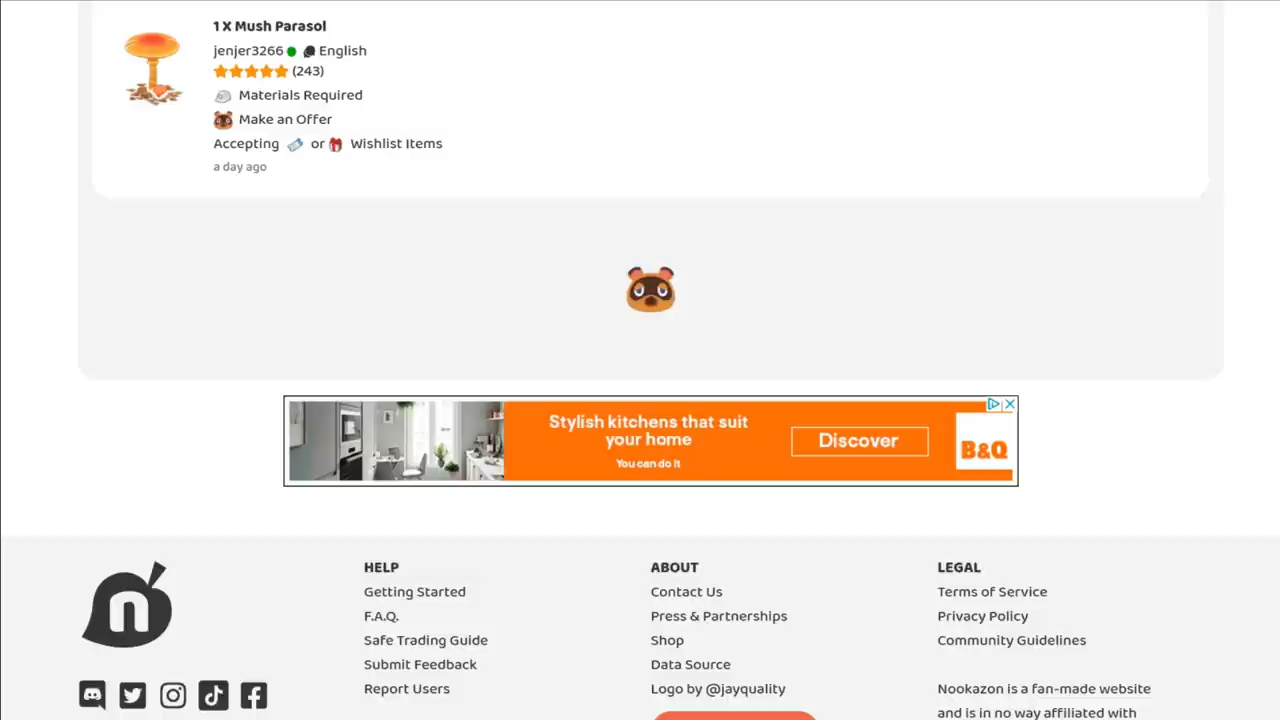 1 X Mush Parasol
jenjer3266 English
(243)
Materials Required
Make an Offer
Accepting or Wishlist Items
a day ago
Stylish kitchens that suit
your home
You can do it
Discover
B&Q
n
HELP
Getting Started
F.A.Q.
Safe Trading Guide
Submit Feedback
Report Users
ABOUT
Contact Us
Press & Partnerships
Shop
Data Source
Logo by @jayquality
LEGAL
Terms of Service
Privacy Policy
Community Guidelines
Nookazon is a fan-made website
and is in no way affiliated with